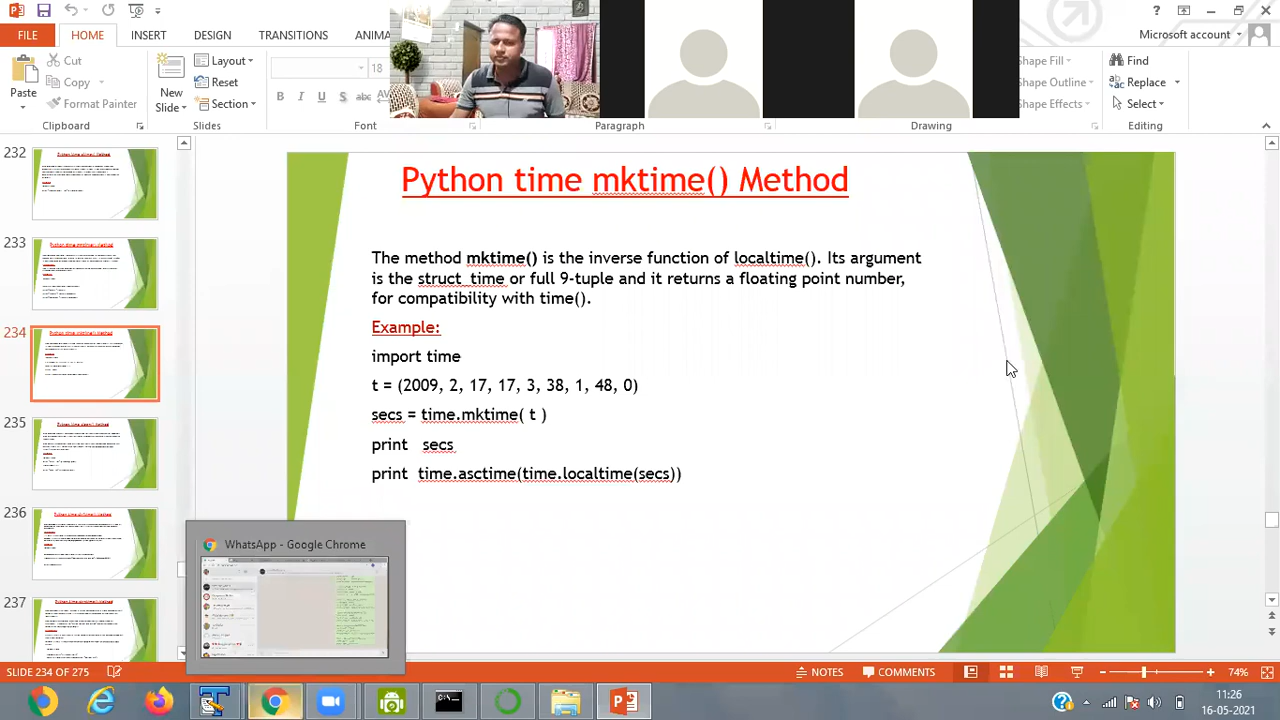 FILE
HOME
INSERT
DESIGN
TRANSITIONS
ANIMA
Microsoft account
Paste
Cut
Copy
Format Painter
Clipboard
New
Slide
Layout
Reset
Section
Slides
18
B I U S abc AV
Font
Paragraph
Shape Fill
Shape Outline
Shape Effects
Drawing
Find
Replace
Select
Editing
232
233
234
235
236
237
Python time mktime() Method
The method mktime() is the inverse function of localtime(). Its argument
is the struct_time or full 9-tuple and it returns a floating point number,
for compatibility with time().
Example:
import time
t = (2009, 2, 17, 17, 3, 38, 1, 48, 0)
secs = time.mktime( t )
print secs
print time.asctime(time.localtime(secs))
WhatsApp - Google Chrome
SLIDE 234 OF 275
NOTES
COMMENTS
74%
11:26
16-05-2021